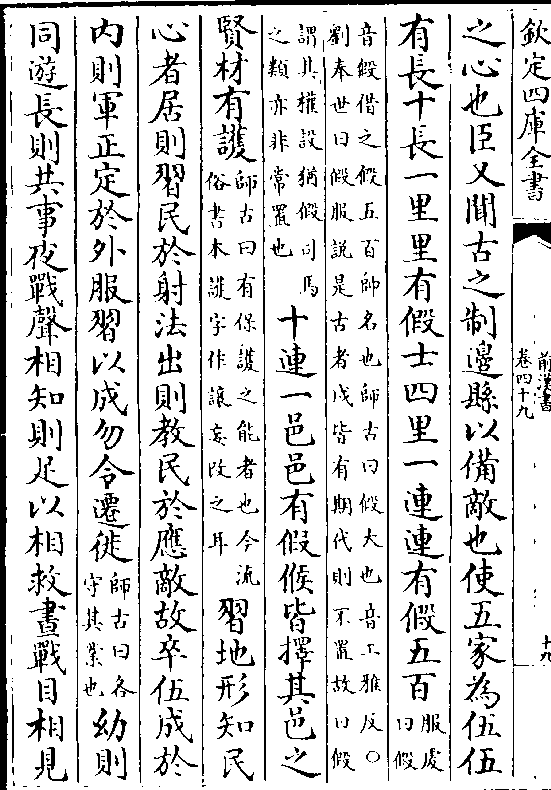 欽定四庫全書
前漢書
卷四十九
十九
之心也臣又聞古之制邊縣以備敵也使五家為伍伍
有長十長一里里有假士四里一連連有假五百服虔曰假
音假借之假五百帥名也師古曰假大也音工雅反○
劉奉世曰假服說是古者戍皆有期代則不置故曰假
謂其權設猶假司馬
之類亦非常置也十連一邑邑有假候皆擇其邑之
賢材有護師古曰有保護之能者也今流
俗書本護字作讓妄改之耳習地形知民
心者居則習民於射法出則教民於應敵故卒伍成於
內則軍正定於外服習以成勿令遷徙師古曰各
守其業也幼則
同遊長則共事夜戰聲相知則足以相救晝戰目相見